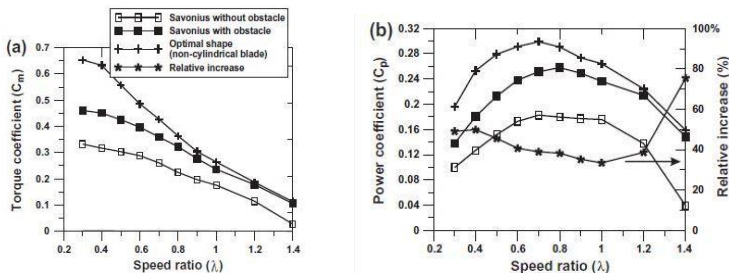 (a)
Savonius without obstacle
Savonius with obstacle
Optimal shape
(non-cylindrical blade)
Relative increase
Torque coefficient (Cm)
0.7
0.6
0.5
0.4
0.3
0.2
0.1
0
0.2 0.4 0.6 0.8 1.0 1.2 1.4
Speed ratio (λ)
(b)
Power coefficient (Cp)
0.32
0.28
0.24
0.2
0.16
0.12
0.08
0.04
0
0.2 0.4 0.6 0.8 1.0 1.2 1.4
Speed ratio (λ)
100%
80
60
40
20
0
Relative increase (%)